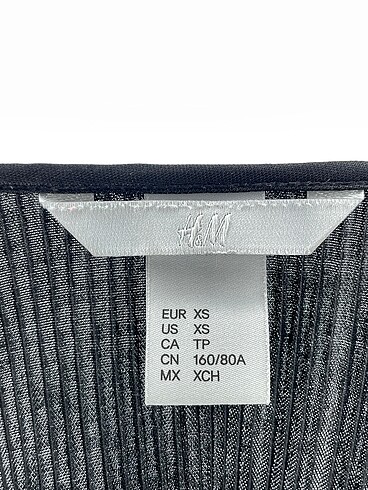 H&M
EUR XS
US XS
CA TP
CN 160/80A
MX XCH